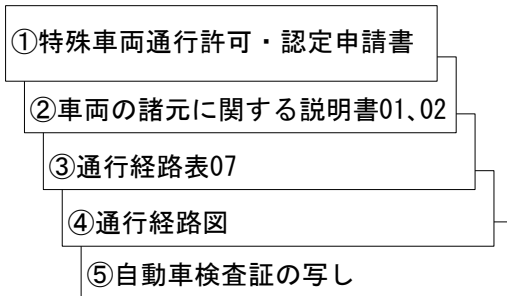 ①特殊車両通行許可・認定申請書
②車両の諸元に関する説明書01、02
③通行経路表07
④通行経路図
⑤自動車検査証の写し